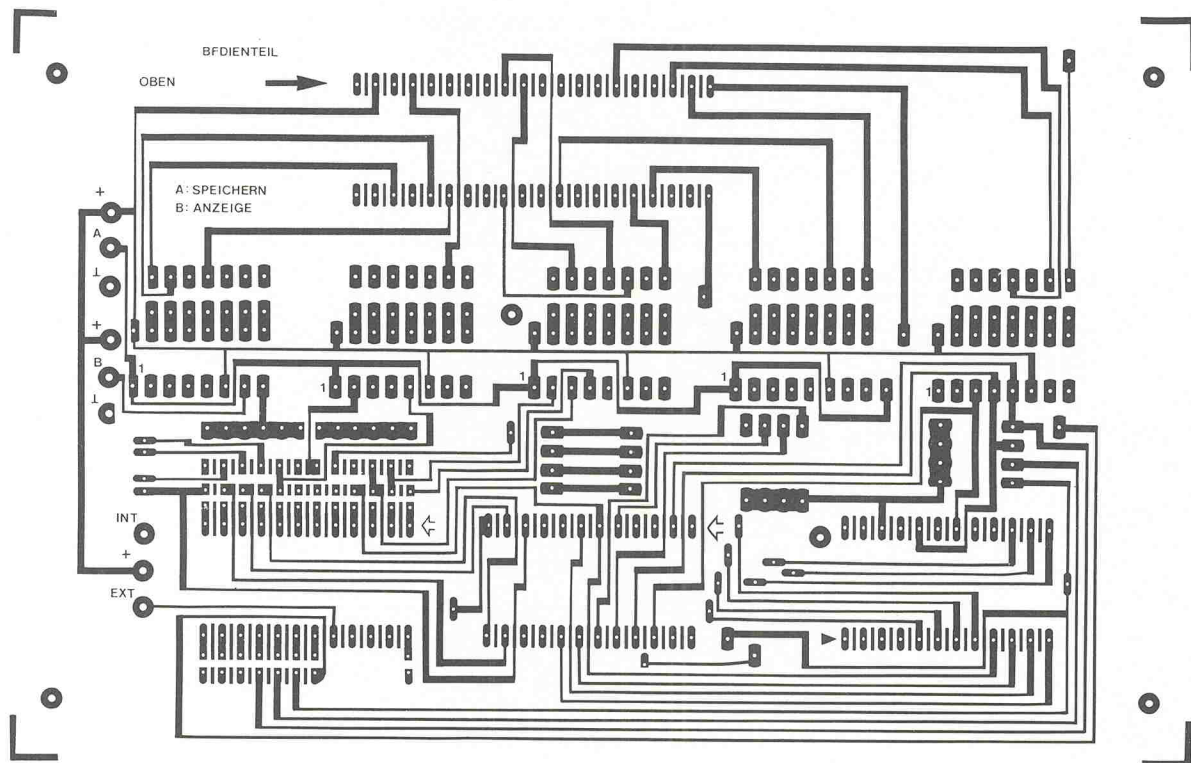 BFDIENTEIL
OBEN
A: SPEICHERN
B: ANZEIGE
+
A
⊥
+
B
⊥
1
1
1
1
1
INT
+
EXT